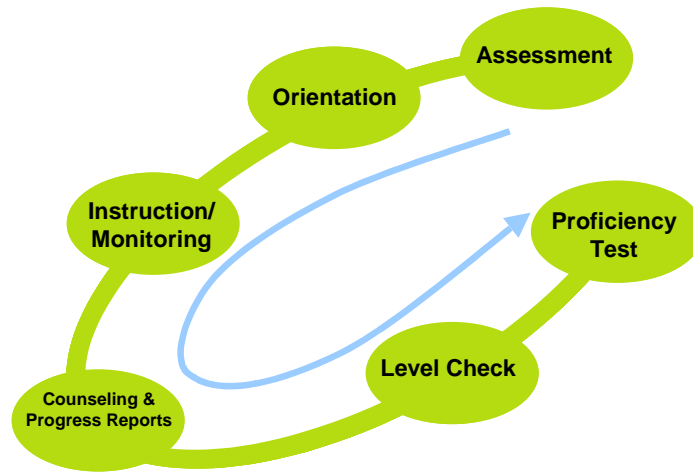 Assessment
Orientation
Instruction/
Monitoring
Counseling &
Progress Reports
Level Check
Proficiency
Test